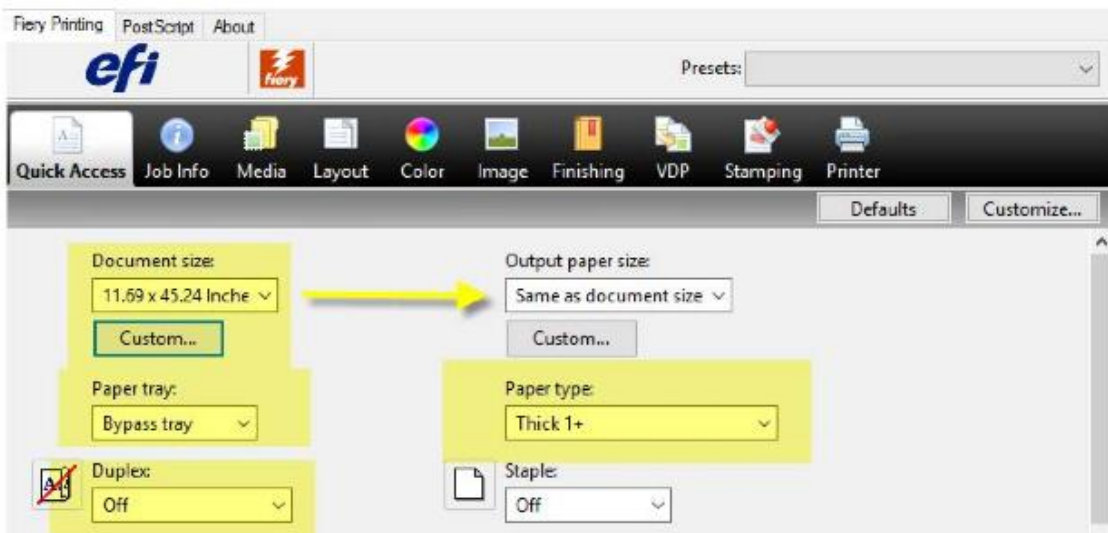 Fiery Printing PostScript About
efi fiery Presets:
Quick Access Job Info Media Layout Color Image Finishing VDP Stamping Printer
Defaults Customize...
Document size: Output paper size:
11.69 x 45.24 Inche Same as document size
Custom... Custom...
Paper tray: Paper type:
Bypass tray Thick 1+
Duplex: Staple:
Off Off